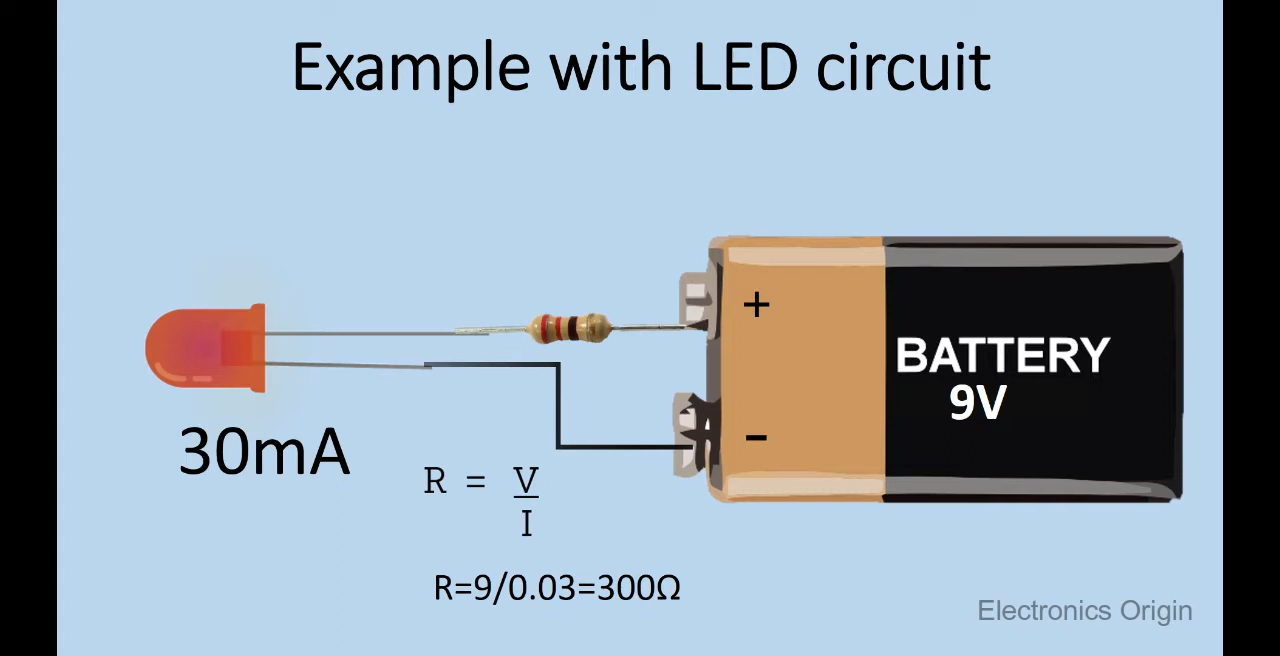 Example with LED circuit
+
BATTERY
9V
-
30mA
R = V
I
R=9/0.03=300Ω
Electronics Origin